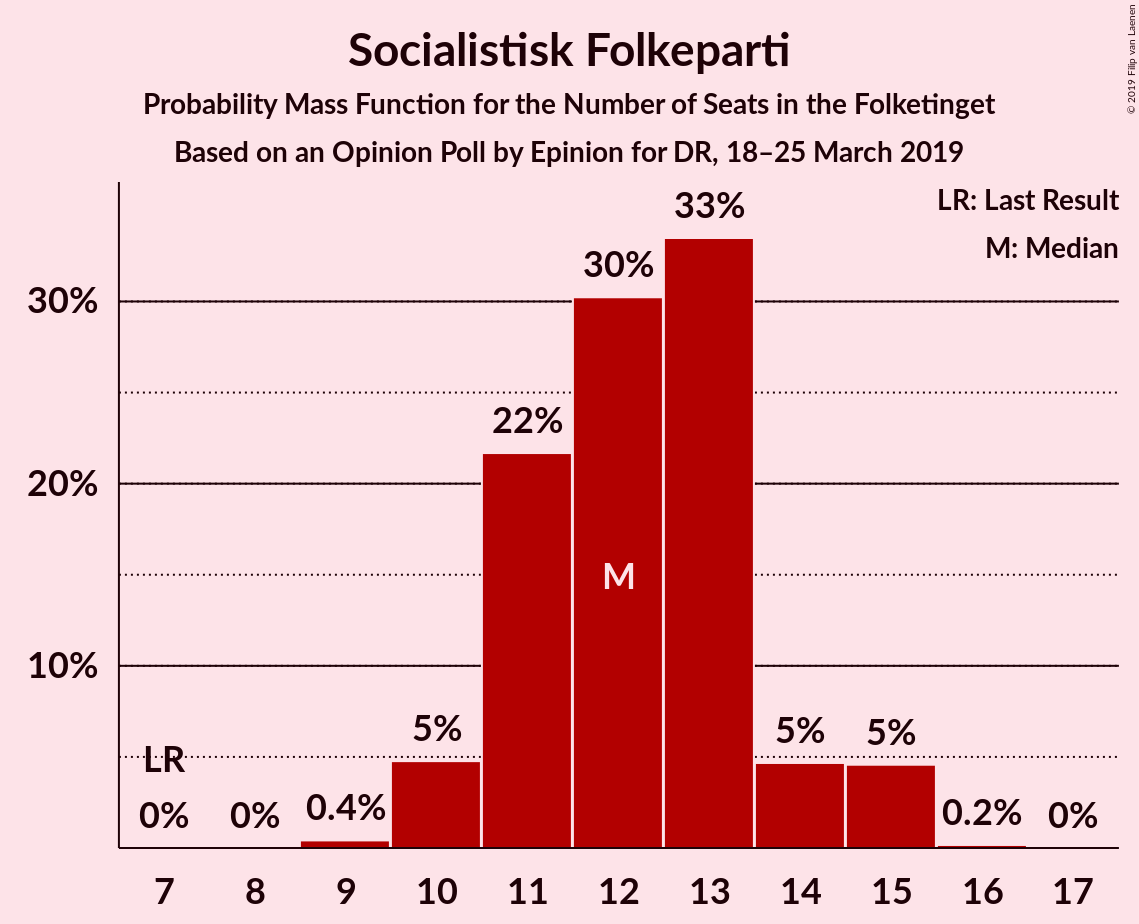 © 2019 Filip van Laenen
Socialistisk Folkeparti
Probability Mass Function for the Number of Seats in the Folketinget
Based on an Opinion Poll by Epinion for DR, 18–25 March 2019
LR: Last Result
M: Median
33%
30%
30%
22%
20%
M
10%
5%
5%
5%
LR
0%
0%
0.4%
0.2%
0%
7 8 9 10 11 12 13 14 15 16 17